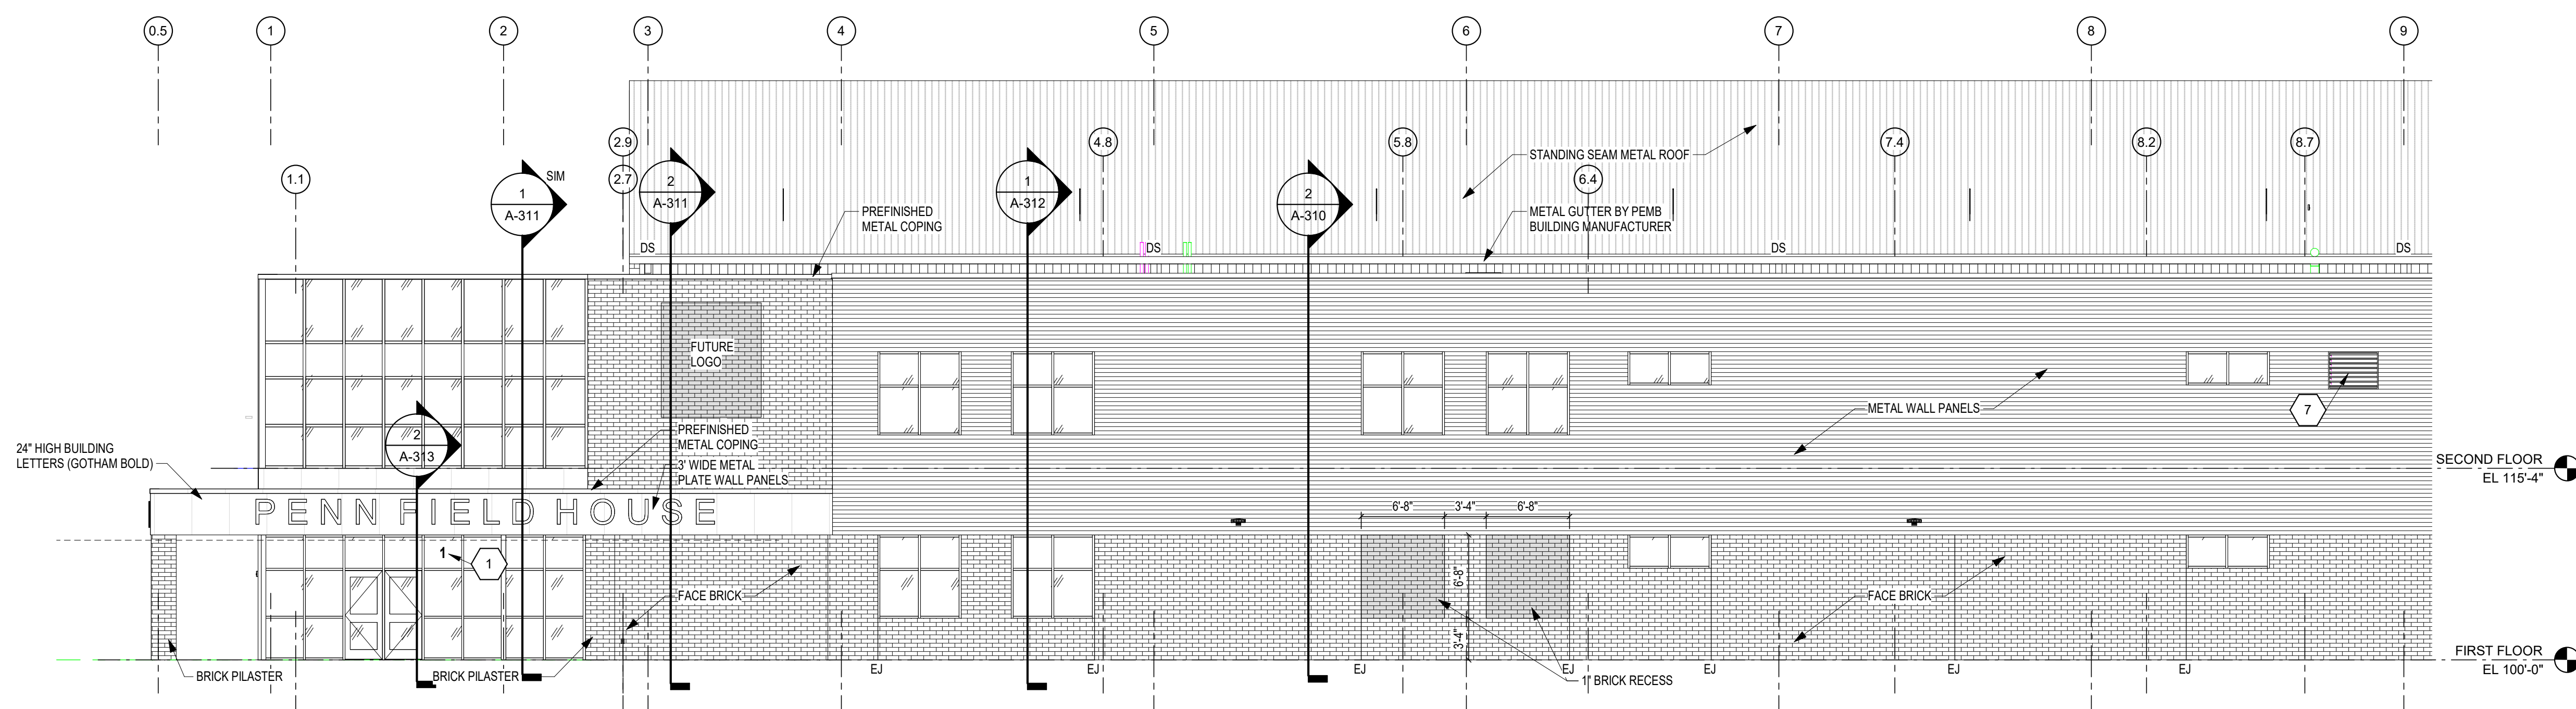 0.5
1
2
3
4
5
6
7
8
9
2.9
4.8
5.8
7.4
8.2
8.7
1.1
2.7
6.4
1
A-311
SIM
2
A-311
1
A-312
2
A-310
STANDING SEAM METAL ROOF
PREFINISHED
METAL COPING
METAL GUTTER BY PEMB
BUILDING MANUFACTURER
DS
DS
DS
DS
FUTURE
LOGO
METAL WALL PANELS
7
2
A-313
PREFINISHED
METAL COPING
3' WIDE METAL
PLATE WALL PANELS
24" HIGH BUILDING
LETTERS (GOTHAM BOLD)
SECOND FLOOR
EL 115'-4"
PENN FIELD HOUSE
6'-8"
3'-4"
6'-8"
1
1
6'-8"
3'-4"
FACE BRICK
FACE BRICK
BRICK PILASTER
BRICK PILASTER
EJ
EJ
EJ
EJ
EJ
EJ
EJ
1" BRICK RECESS
FIRST FLOOR
EL 100'-0"